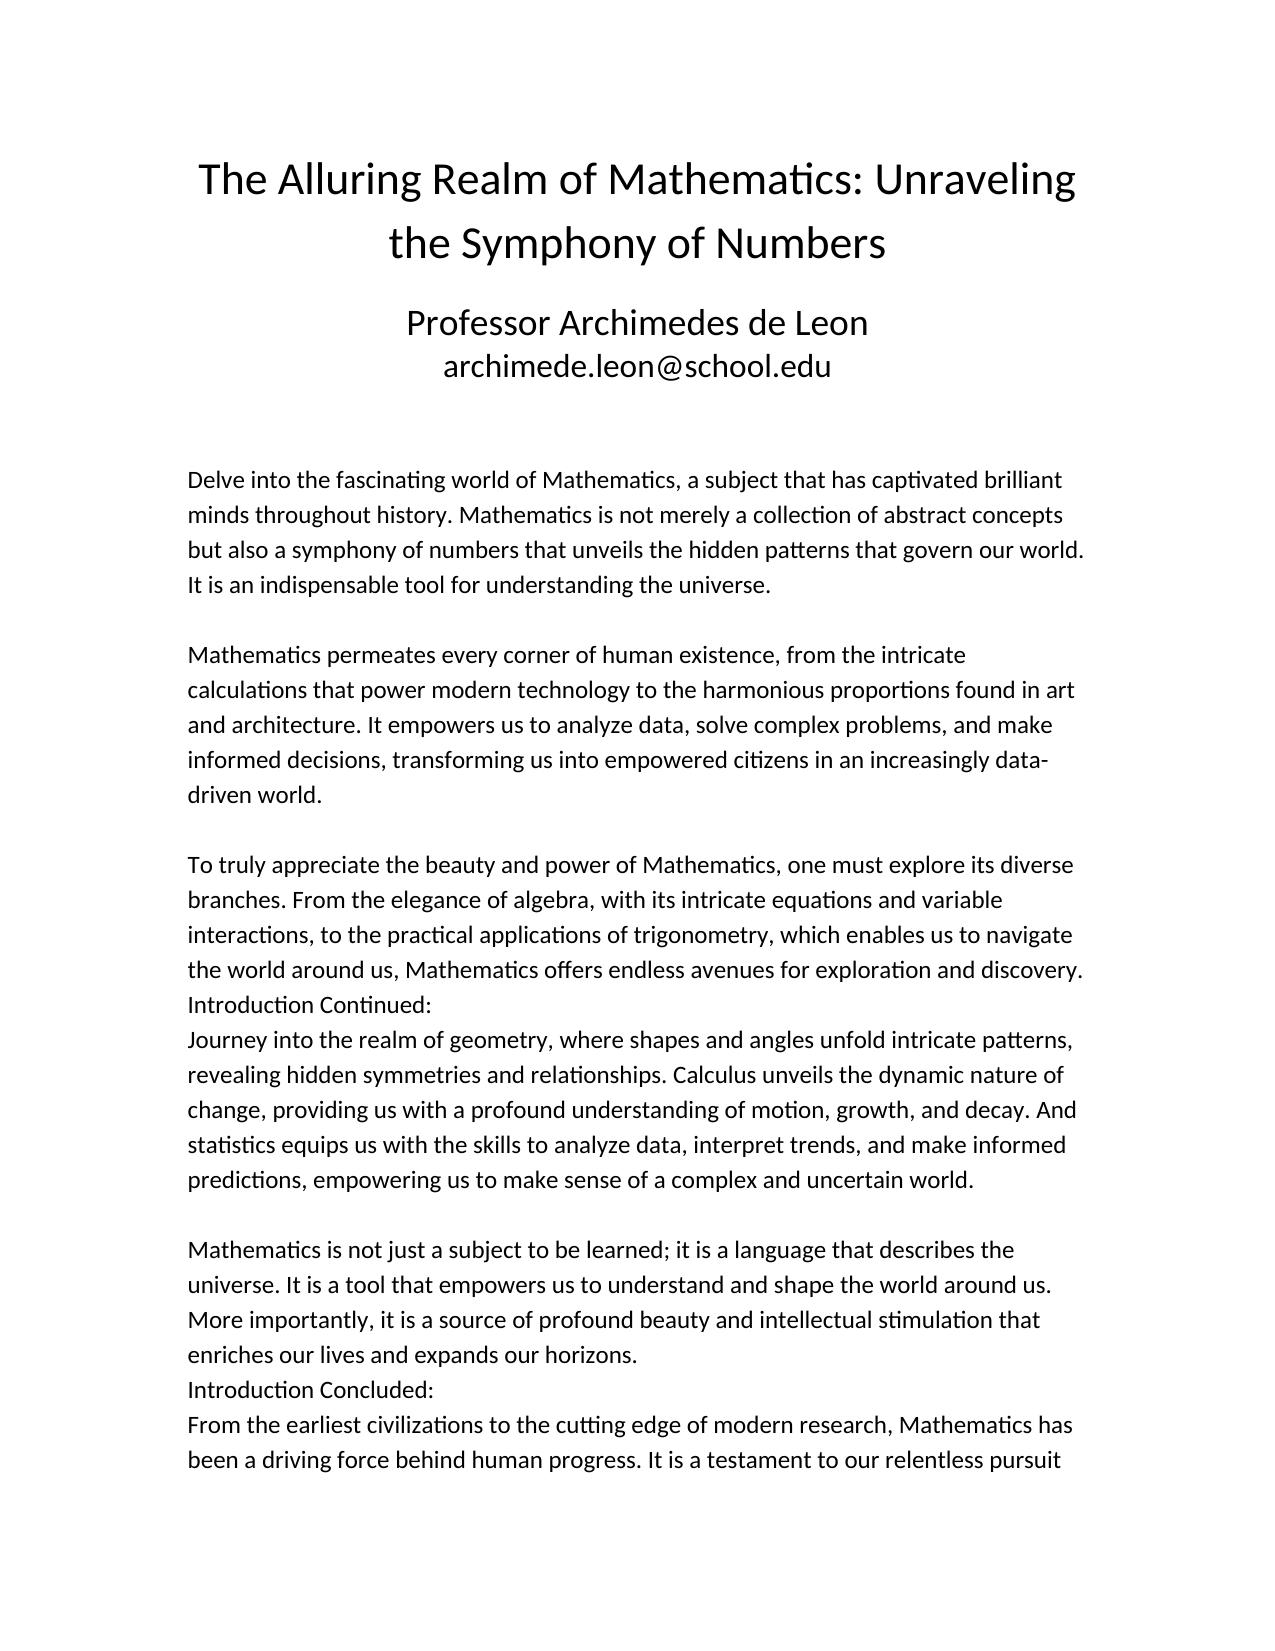 The Alluring Realm of Mathematics: Unraveling
the Symphony of Numbers
Professor Archimedes de Leon
archimede.leon@school.edu
Delve into the fascinating world of Mathematics, a subject that has captivated brilliant
minds throughout history. Mathematics is not merely a collection of abstract concepts
but also a symphony of numbers that unveils the hidden patterns that govern our world.
It is an indispensable tool for understanding the universe.
Mathematics permeates every corner of human existence, from the intricate
calculations that power modern technology to the harmonious proportions found in art
and architecture. It empowers us to analyze data, solve complex problems, and make
informed decisions, transforming us into empowered citizens in an increasingly data-
driven world.
To truly appreciate the beauty and power of Mathematics, one must explore its diverse
branches. From the elegance of algebra, with its intricate equations and variable
interactions, to the practical applications of trigonometry, which enables us to navigate
the world around us, Mathematics offers endless avenues for exploration and discovery.
Introduction Continued:
Journey into the realm of geometry, where shapes and angles unfold intricate patterns,
revealing hidden symmetries and relationships. Calculus unveils the dynamic nature of
change, providing us with a profound understanding of motion, growth, and decay. And
statistics equips us with the skills to analyze data, interpret trends, and make informed
predictions, empowering us to make sense of a complex and uncertain world.
Mathematics is not just a subject to be learned; it is a language that describes the
universe. It is a tool that empowers us to understand and shape the world around us.
More importantly, it is a source of profound beauty and intellectual stimulation that
enriches our lives and expands our horizons.
Introduction Concluded:
From the earliest civilizations to the cutting edge of modern research, Mathematics has
been a driving force behind human progress. It is a testament to our relentless pursuit